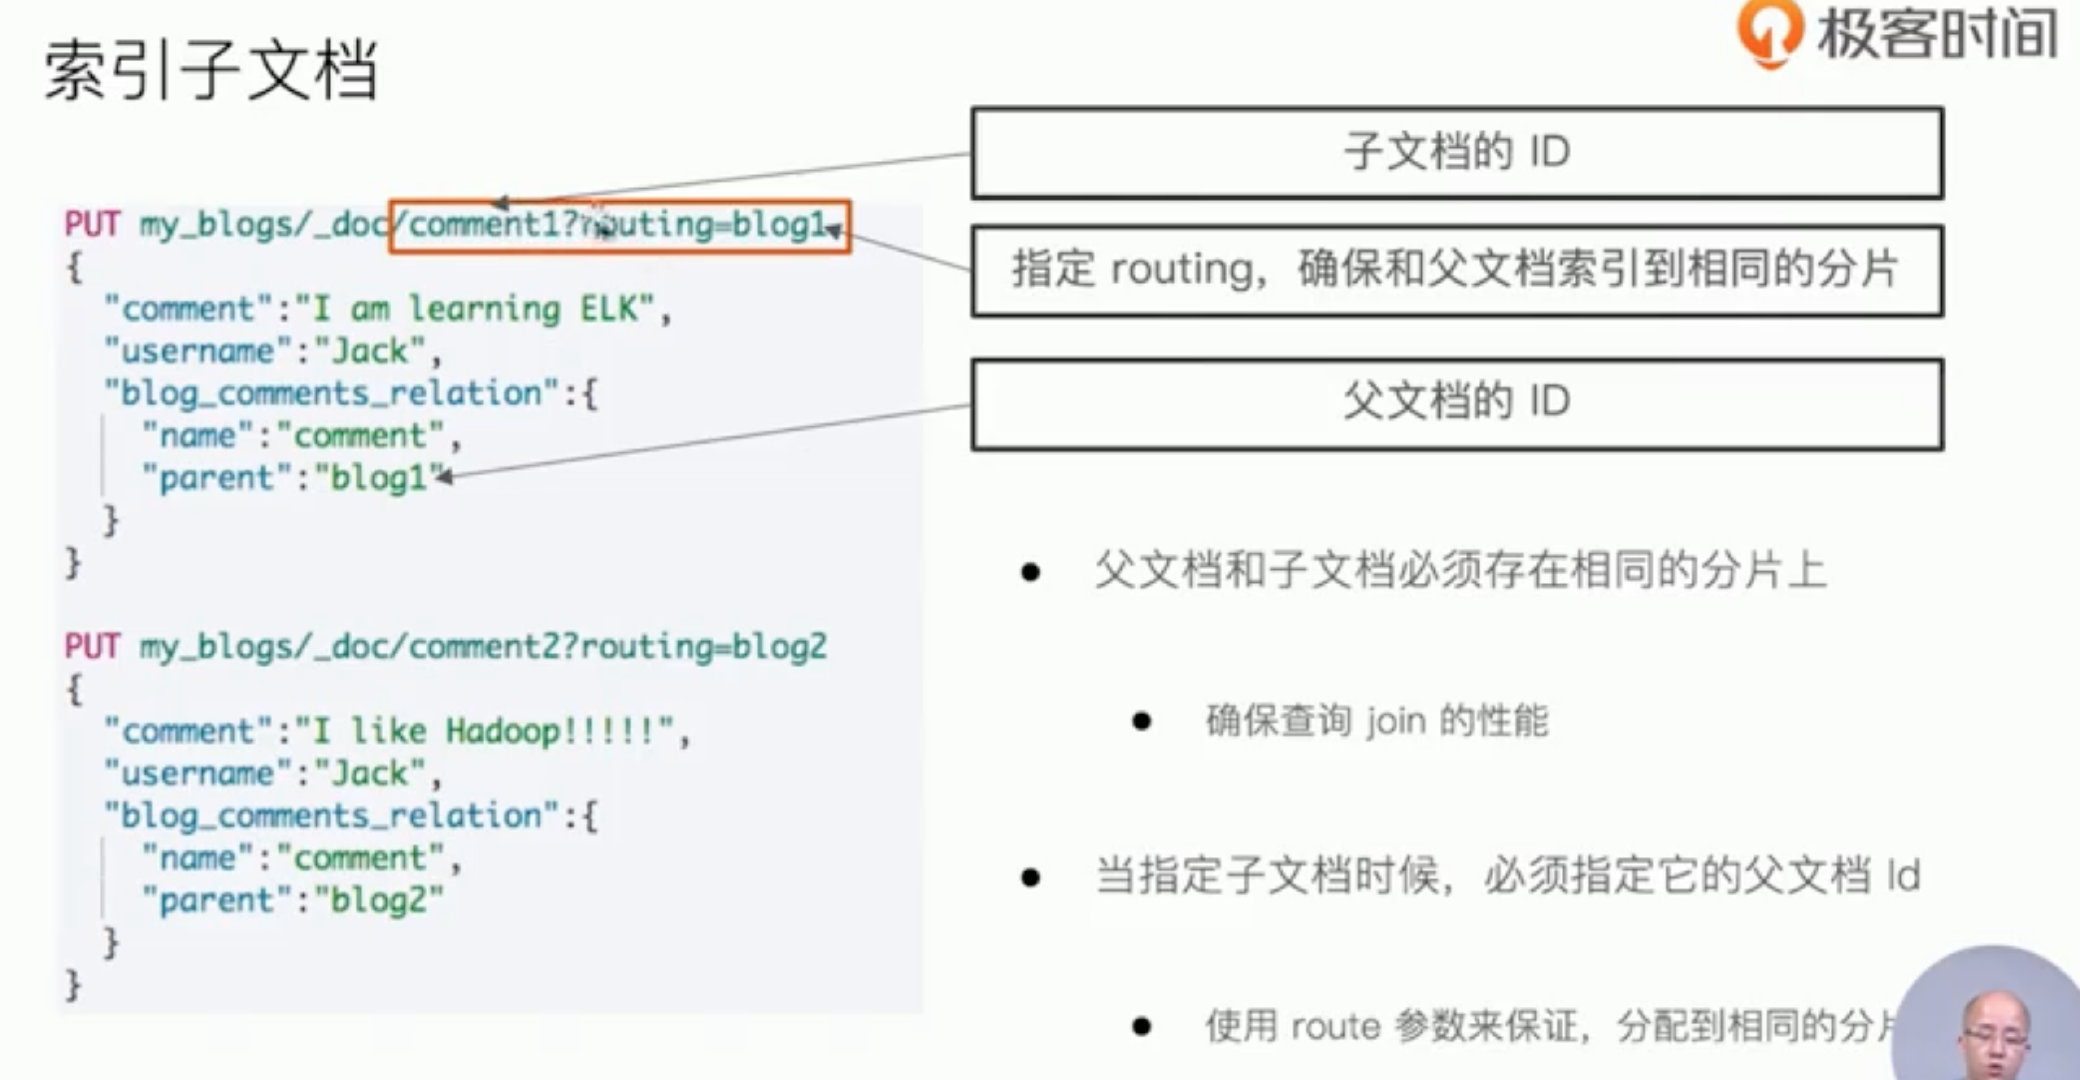 索引子文档
极客时间
PUT my_blogs/_doc/comment1?routing=blog1
{
"comment":"I am learning ELK",
"username":"Jack",
"blog_comments_relation":{
"name":"comment",
"parent":"blog1"
}
}
PUT my_blogs/_doc/comment2?routing=blog2
{
"comment":"I like Hadoop!!!!!",
"username":"Jack",
"blog_comments_relation":{
"name":"comment",
"parent":"blog2"
}
}
子文档的 ID
指定 routing，确保和父文档索引到相同的分片
父文档的 ID
● 父文档和子文档必须存在相同的分片上
● 确保查询 join 的性能
● 当指定子文档时候，必须指定它的父文档 Id
● 使用 route 参数来保证，分配到相同的分片